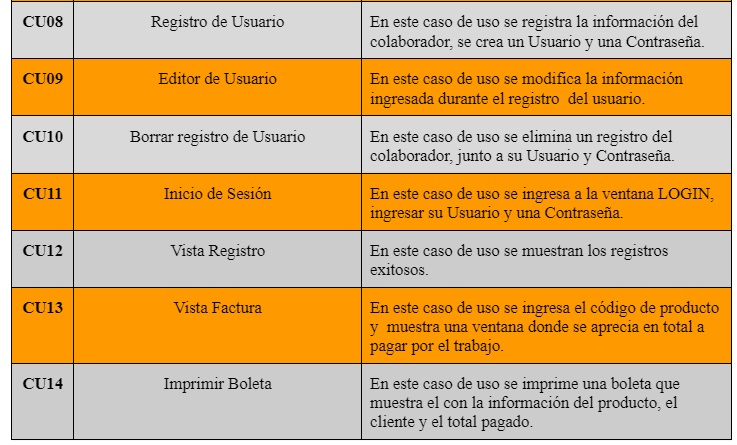 CU08 Registro de Usuario En este caso de uso se registra la información del
colaborador, se crea un Usuario y una Contraseña.
CU09 Editor de Usuario En este caso de uso se modifica la información
ingresada durante el registro  del usuario.
CU10 Borrar registro de Usuario En este caso de uso se elimina un registro del
colaborador, junto a su Usuario y Contraseña.
CU11 Inicio de Sesión En este caso de uso se ingresa a la ventana LOGIN,
ingresar su Usuario y una Contraseña.
CU12 Vista Registro En este caso de uso se muestran los registros
exitosos.
CU13 Vista Factura En este caso de uso se ingresa el código de producto
y  muestra una ventana donde se aprecia en total a
pagar por el trabajo.
CU14 Imprimir Boleta En este caso de uso se imprime una boleta que
muestra el con la información del producto, el
cliente y el total pagado.